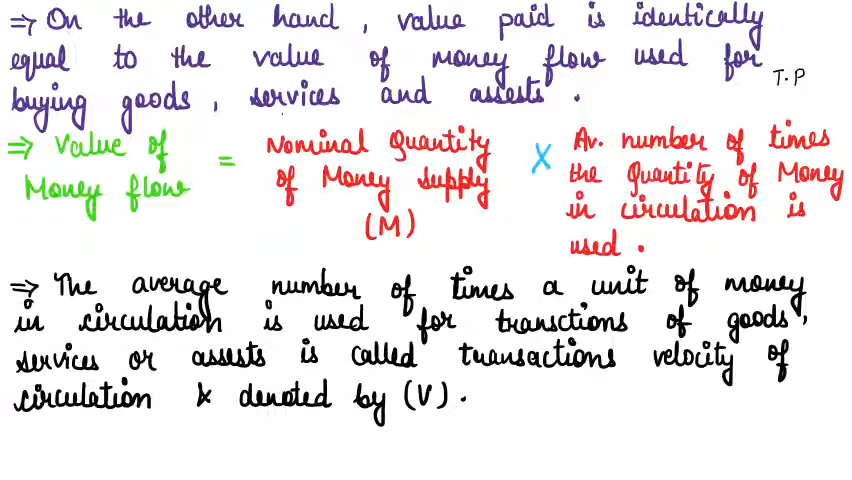 ⇒ On the other hand, value paid is identically
equal to the value of money flow used for
T.P
buying goods, services and assests.
⇒ Value of Money flow = Nominal Quantity of Money supply (M) × Av. number of times the Quantity of Money in circulation is used.
⇒ The average number of times a unit of money
in circulation is used for transctions of goods,
services or assests is called transactions velocity of
circulation & denoted by (V).